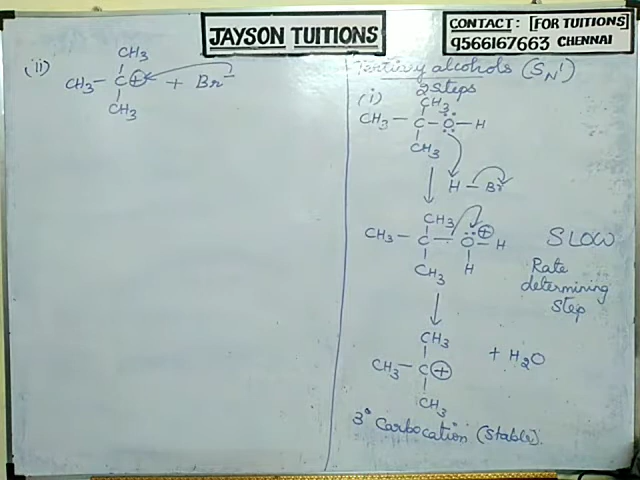 JAYSON TUITIONS
CONTACT: [FOR TUITIONS]
9566167663 CHENNAI
(ii)
CH3
CH3 - C⊕ + Br⁻
CH3
Tertiary alcohols (SN1)
2 steps
(i)
CH3
CH3 - C - Ö - H
CH3
H - Br
CH3
CH3 - C - Ö⊕ - H
CH3 H
SLOW
Rate
determining
Step
CH3
CH3 - C⊕
CH3
+ H2O
3° Carbocation (Stable).